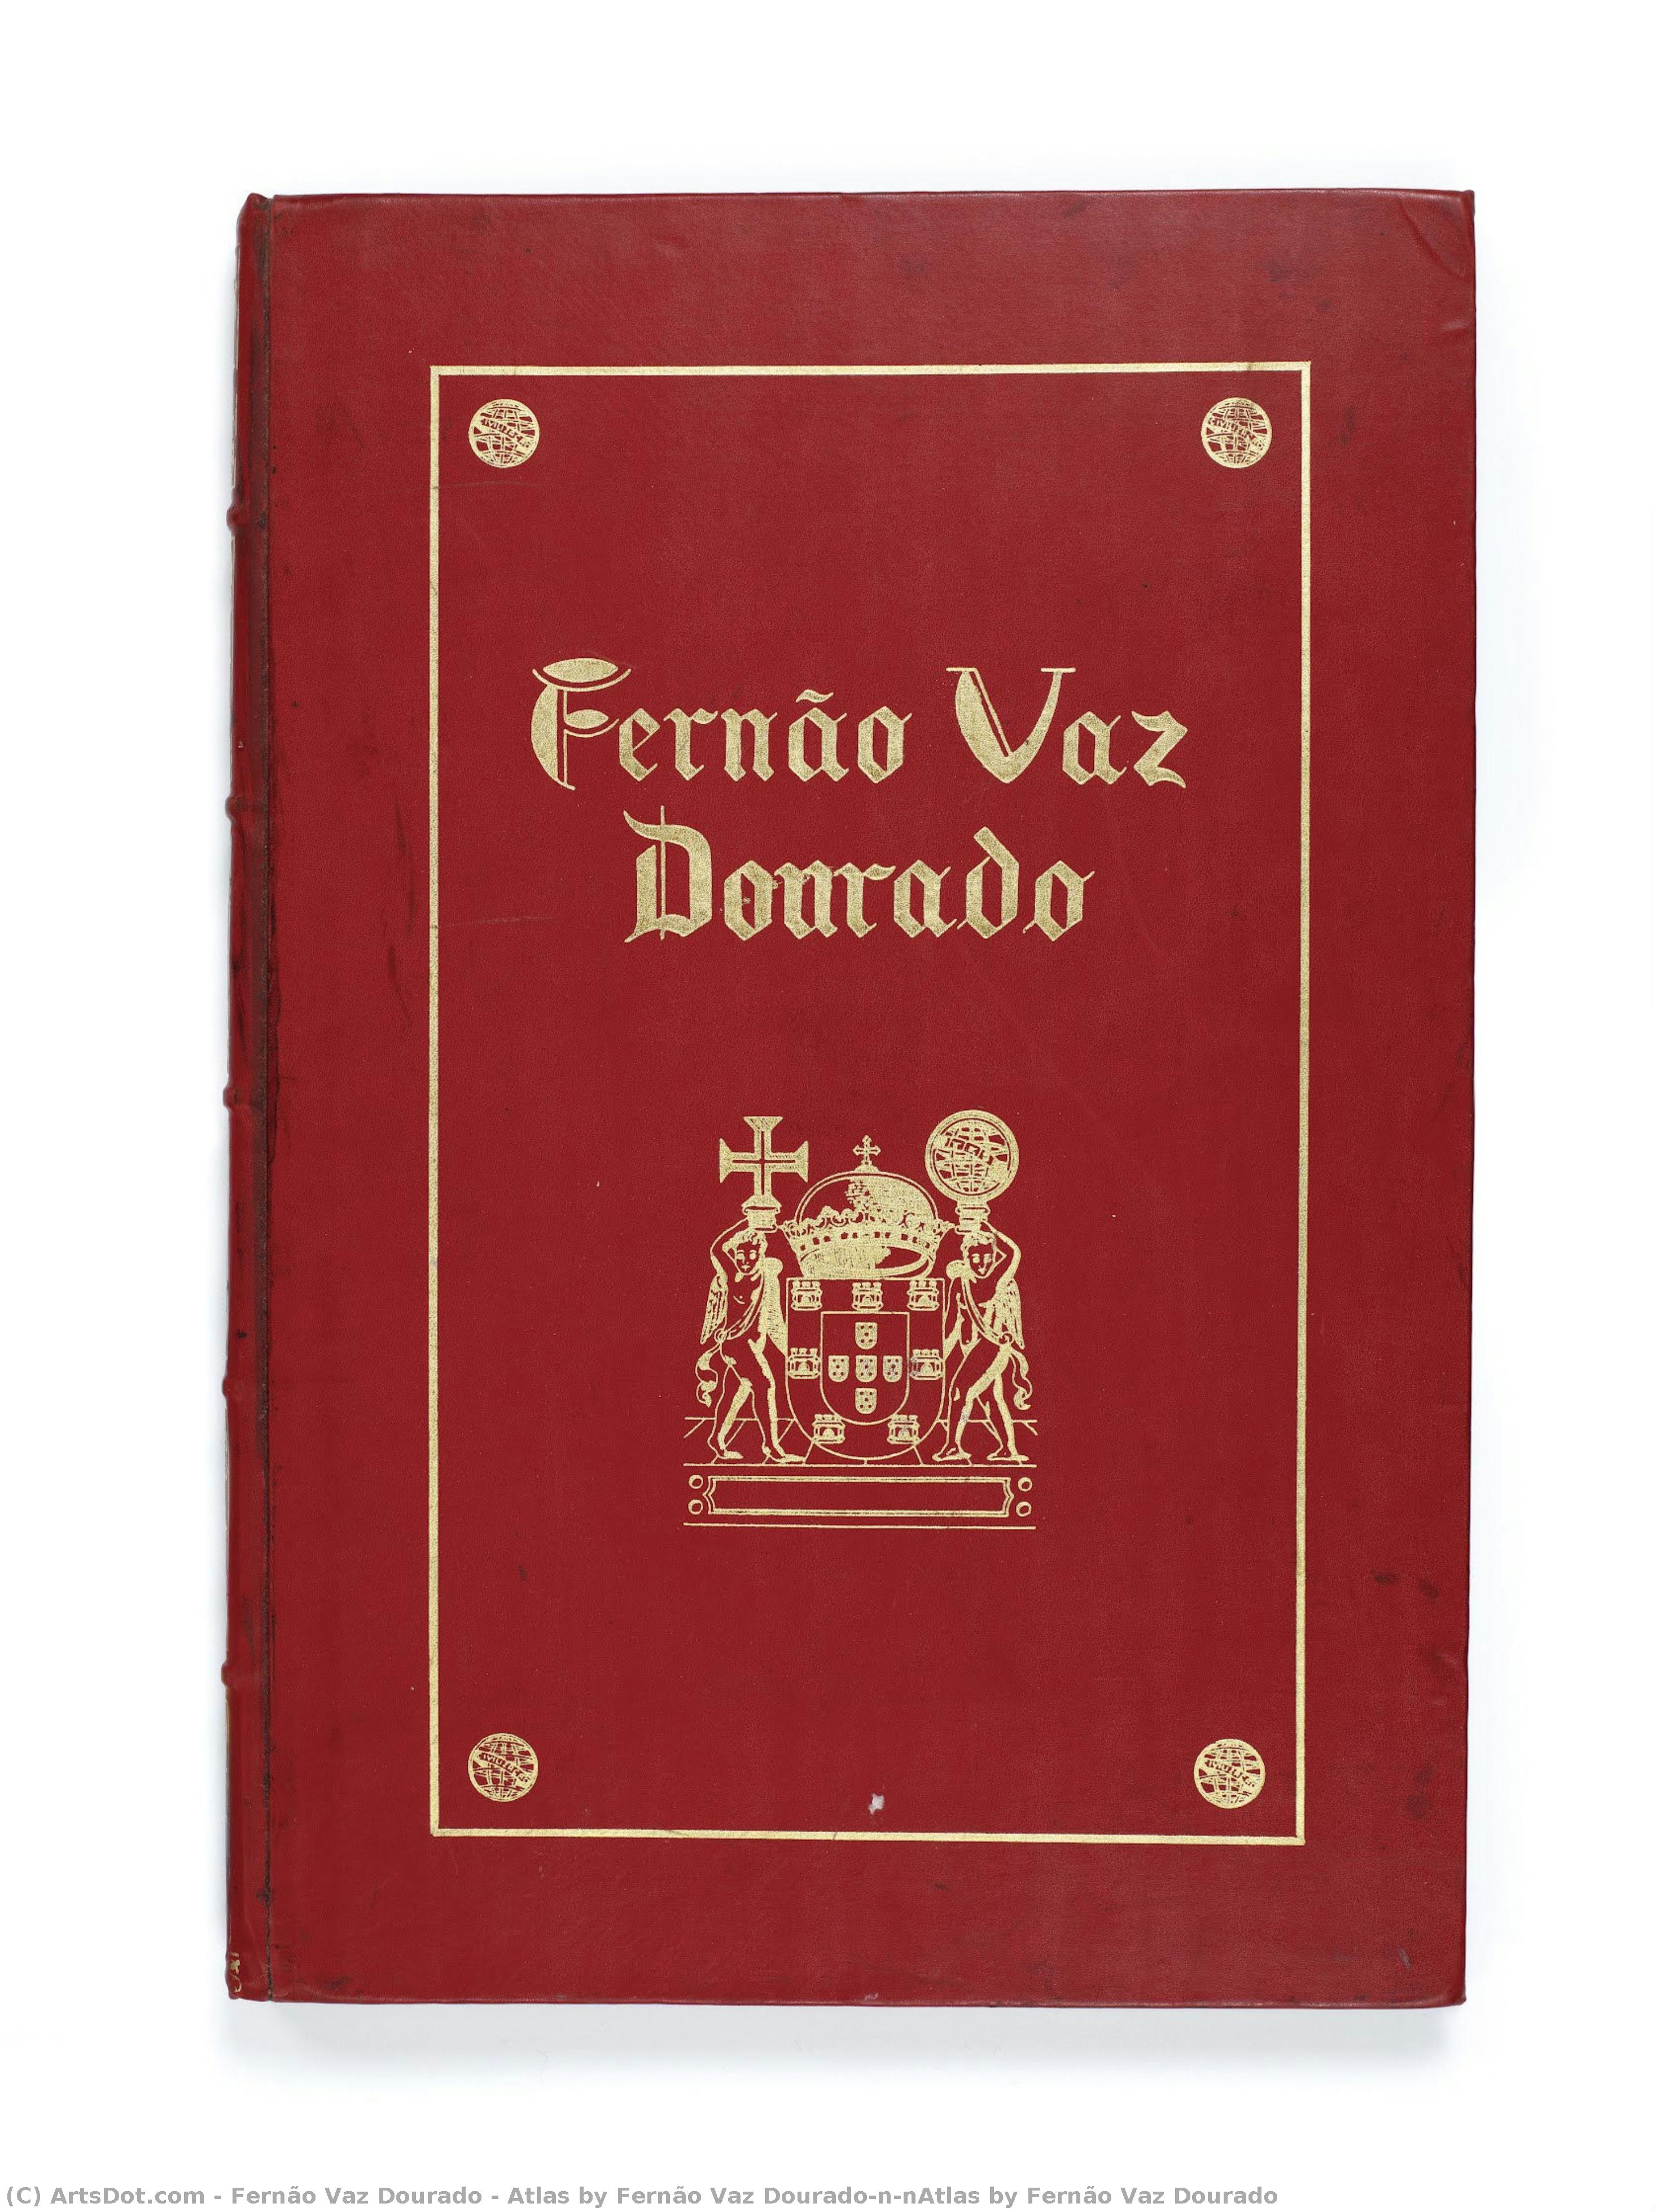 Fernão Vaz
Dourado
(C) ArtsDot.com - Fernão Vaz Dourado - Atlas by Fernão Vaz Dourado-n-nAtlas by Fernão Vaz Dourado